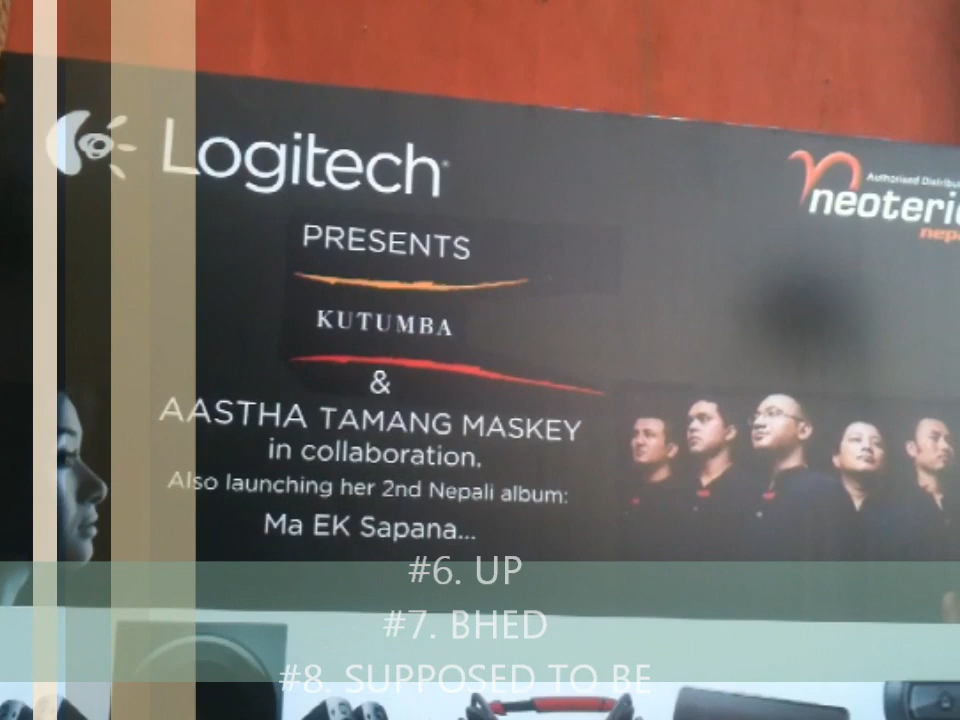 Logitech
Authorised
neoteric
PRESENTS
KUTUMBA
&
AASTHA TAMANG MASKEY
in collaboration.
Also launching her 2nd Nepali album:
Ma EK Sapana...
#6. UP
#7. BHED
#8. SUPPOSED TO BE